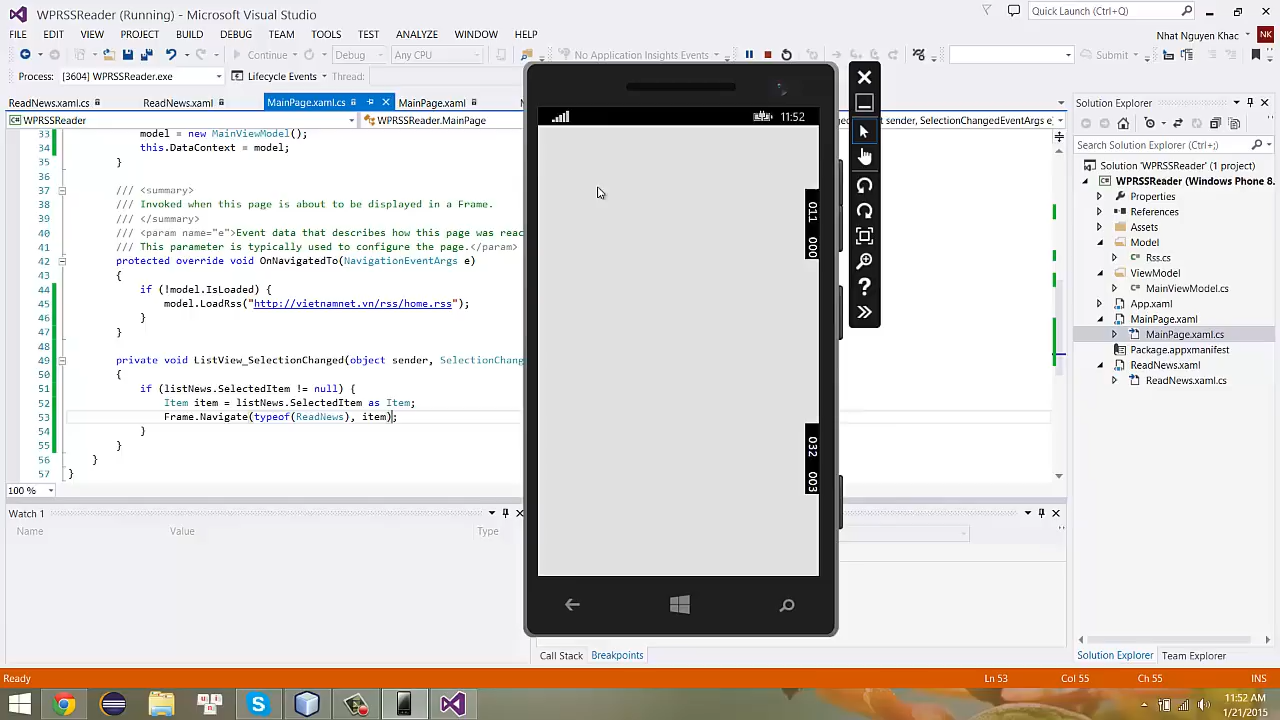 WPRSSReader (Running) - Microsoft Visual Studio
Quick Launch (Ctrl+Q)
FILE EDIT VIEW PROJECT BUILD DEBUG TEAM TOOLS TEST ARCHITECTURE ANALYZE WINDOW HELP
Nhat Nguyen Khac NK
Continue Debug Any CPU
No Application Insights Events
Submit
Process: [3604] WPRSSReader.exe Lifecycle Events Thread:
ReadNews.xaml.cs ReadNews.xaml MainPage.xaml.cs MainPage.xaml
WPRSSReader WPRSSReader.MainPage sender, SelectionChangedEventArgs e)
33 model = new MainViewModel();
34 this.DataContext = model;
35 }
36
37 /// <summary>
38 /// Invoked when this page is about to be displayed in a Frame.
39 /// </summary>
40 /// <param name="e">Event data that describes how this page was reac
41 /// This parameter is typically used to configure the page.</param>
42 protected override void OnNavigatedTo(NavigationEventArgs e)
43 {
44 if (!model.IsLoaded) {
45 model.LoadRss("http://vietnamnet.vn/rss/home.rss");
46 }
47 }
48
49 private void ListView_SelectionChanged(object sender, SelectionChang
50 {
51 if (listNews.SelectedItem != null) {
52 Item item = listNews.SelectedItem as Item;
53 Frame.Navigate(typeof(ReadNews), item);
54 }
55 }
56 }
57 }
100 %
11:52
011 000
032 003
?
Solution Explorer
Search Solution Explorer (Ctrl+;)
Solution 'WPRSSReader' (1 project)
WPRSSReader (Windows Phone 8.
Properties
References
Assets
Model
Rss.cs
ViewModel
MainViewModel.cs
App.xaml
MainPage.xaml
MainPage.xaml.cs
Package.appxmanifest
ReadNews.xaml
ReadNews.xaml.cs
Watch 1
Name Value Type
Call Stack Breakpoints
Solution Explorer Team Explorer
Ready Ln 53 Col 55 Ch 55 INS
11:52 AM
1/21/2015